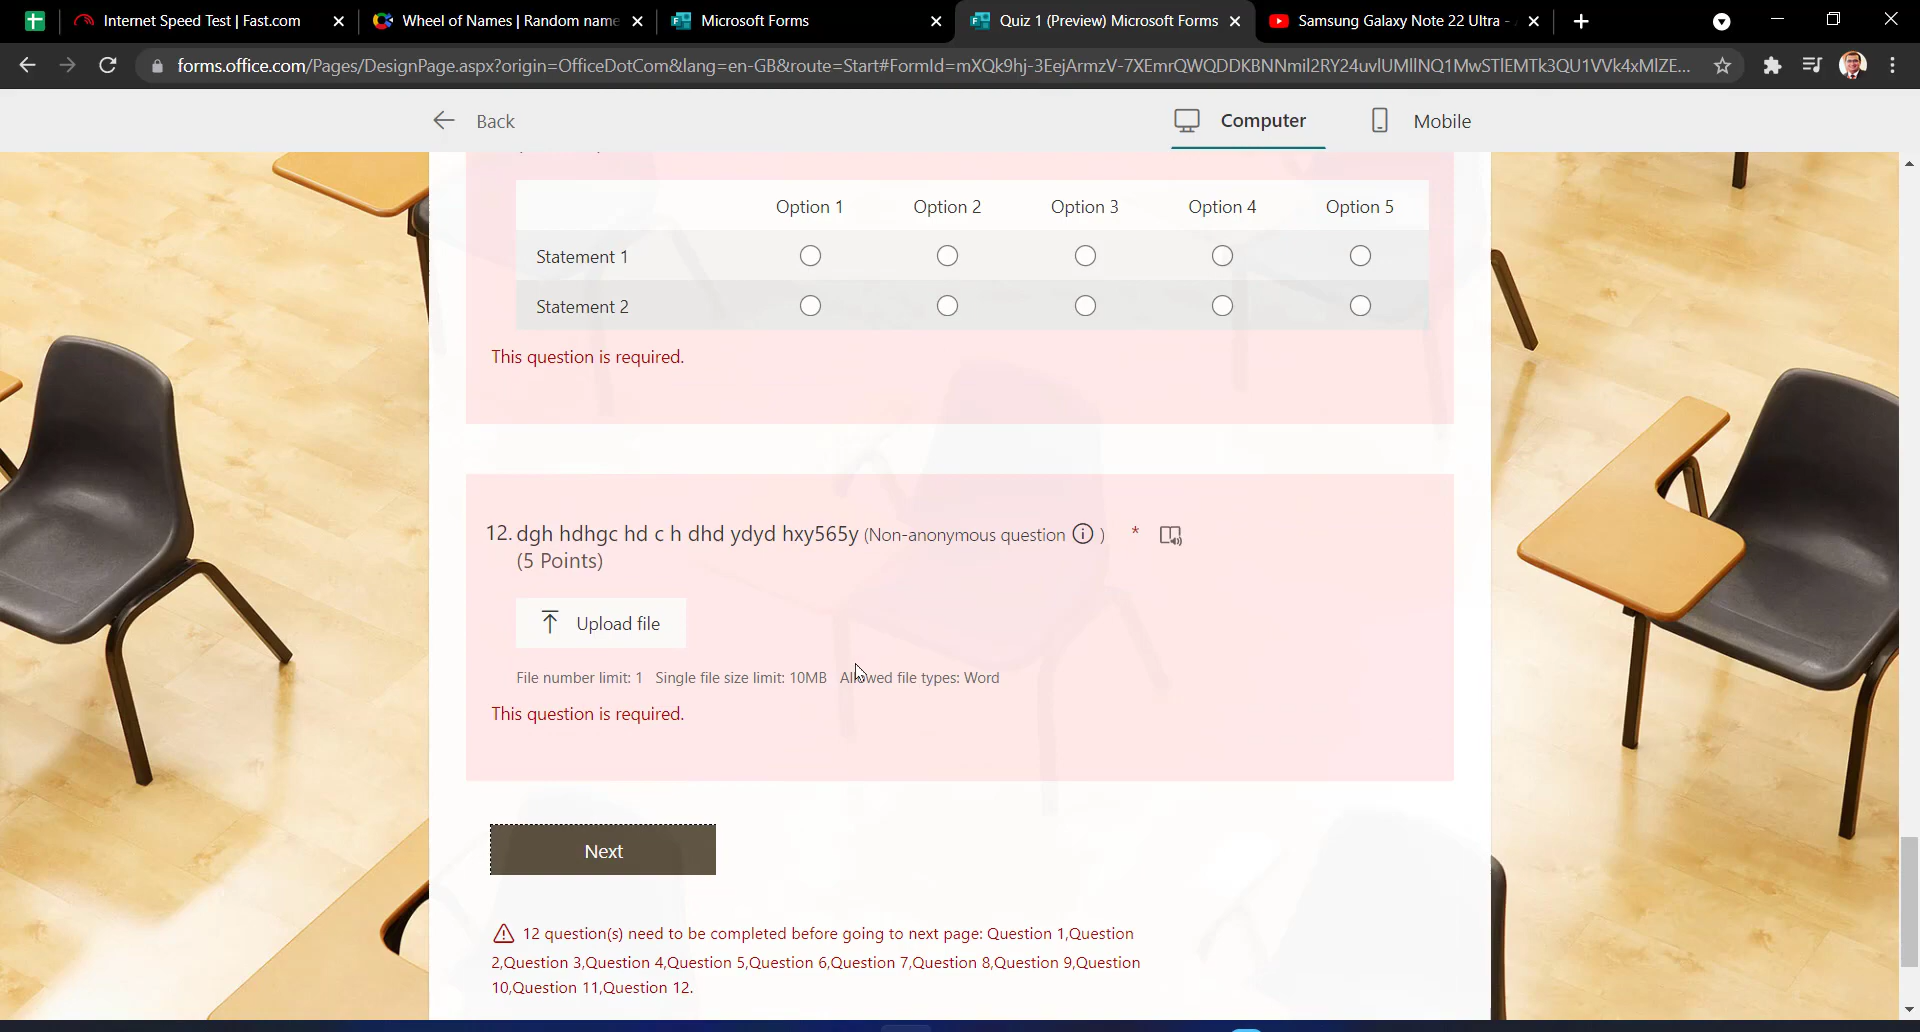 Internet Speed Test | Fast.com
Wheel of Names | Random name
Microsoft Forms
Quiz 1 (Preview) Microsoft Forms
Samsung Galaxy Note 22 Ultra -
forms.office.com/Pages/DesignPage.aspx?origin=OfficeDotCom&lang=en-GB&route=Start#FormId=mXQk9hj-3EejArmzV-7XEmrQWQDDKBNNmil2RY24uvlUMllNQ1MwSTlEMTk3QU1VVk4xMlZE...
Back
Computer
Mobile
Option 1 Option 2 Option 3 Option 4 Option 5
Statement 1
Statement 2
This question is required.
12. dgh hdhgc hd c h dhd ydyd hxy565y (Non-anonymous question ) *
(5 Points)
Upload file
File number limit: 1 Single file size limit: 10MB Allowed file types: Word
This question is required.
Next
12 question(s) need to be completed before going to next page: Question 1,Question
2,Question 3,Question 4,Question 5,Question 6,Question 7,Question 8,Question 9,Question
10,Question 11,Question 12.